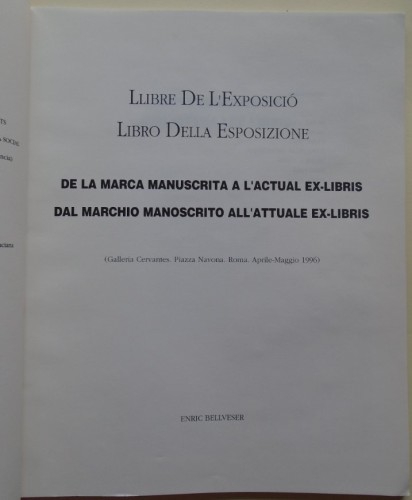 LLIBRE DE L'EXPOSICIÓ
LIBRO DELLA ESPOSIZIONE
DE LA MARCA MANUSCRITA A L'ACTUAL EX-LIBRIS
DAL MARCHIO MANOSCRITO ALL'ATTUALE EX-LIBRIS
(Galleria Cervantes. Piazza Navona. Roma. Aprile-Maggio 1996)
ENRIC BELLVESER